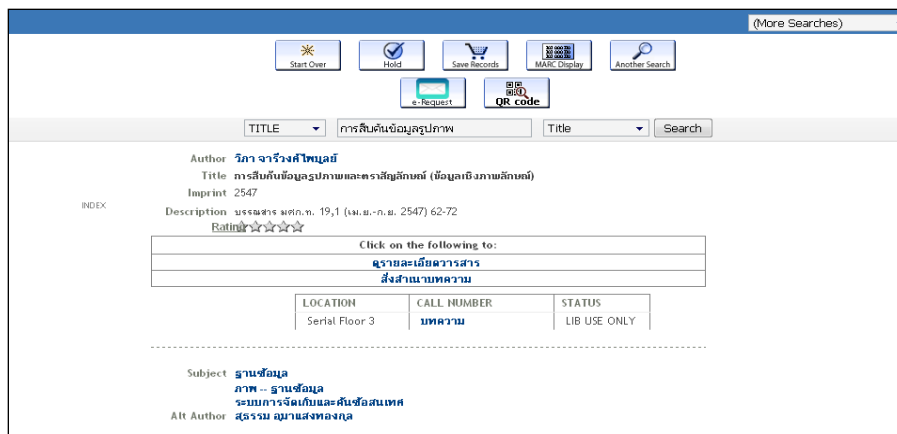 (More Searches)
Start Over Hold Save Records MARC Display Another Search
e-Request QR code
TITLE การสืบค้นข้อมูลรูปภาพ Title Search
Author วิภา จารีวงศ์ไพบูลย์
Title การสืบค้นข้อมูลรูปภาพและตราสัญลักษณ์ (ข้อมูลเชิงภาพลักษณ์)
Imprint 2547
INDEX
Description บรรณสาร มศก.ท. 19,1 (เม.ย.-ก.ย. 2547) 62-72
Rating
Click on the following to:
ดูรายละเอียดวารสาร
สั่งสำเนาบทความ
LOCATION CALL NUMBER STATUS
Serial Floor 3 บทความ LIB USE ONLY
Subject ฐานข้อมูล
ภาพ -- ฐานข้อมูล
ระบบการจัดเก็บและค้นข้อสนเทศ
Alt Author สุธรรม อุมาแสงทองกุล